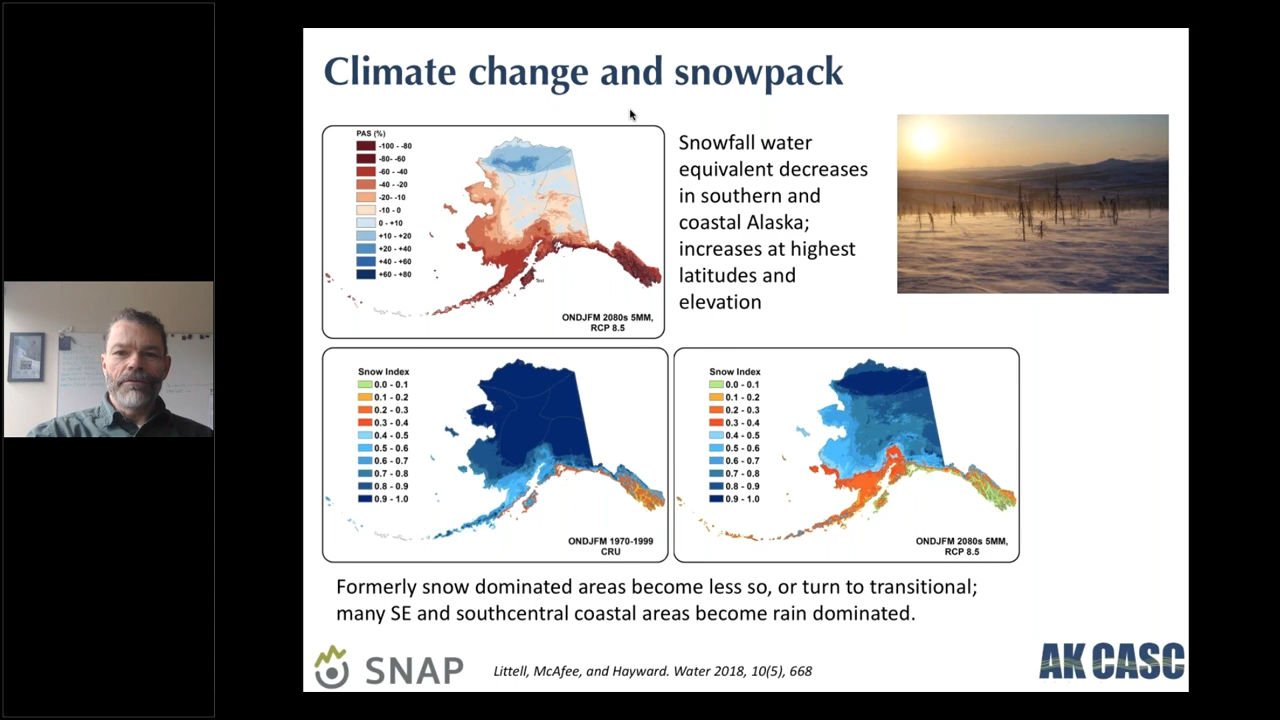 Climate change and snowpack
PAS (%)
-100 - -80
-80 - -60
-60 - -40
-40 - -20
-20- -10
-10 - 0
0 - +10
+10 - +20
+20 - +40
+40 - +60
+60 - +80
Text
ONDJFM 2080s 5MM,
RCP 8.5
Snowfall water
equivalent decreases
in southern and
coastal Alaska;
increases at highest
latitudes and
elevation
Snow Index
0.0 - 0.1
0.1 - 0.2
0.2 - 0.3
0.3 - 0.4
0.4 - 0.5
0.5 - 0.6
0.6 - 0.7
0.7 - 0.8
0.8 - 0.9
0.9 - 1.0
ONDJFM 1970-1999
CRU
Snow Index
0.0 - 0.1
0.1 - 0.2
0.2 - 0.3
0.3 - 0.4
0.4 - 0.5
0.5 - 0.6
0.6 - 0.7
0.7 - 0.8
0.8 - 0.9
0.9 - 1.0
ONDJFM 2080s 5MM,
RCP 8.5
Formerly snow dominated areas become less so, or turn to transitional;
many SE and southcentral coastal areas become rain dominated.
SNAP
Littell, McAfee, and Hayward. Water 2018, 10(5), 668
AK CASC